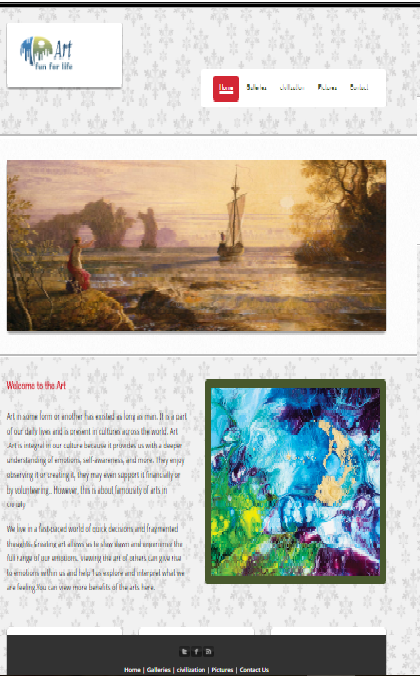 Art
fun for life
Home Galleries civilization Pictures Contact
Welcome to the Art
Art in some form or another has existed as long as man. It is a part
of our daily lives and is present in cultures across the world. Art
Art is integral in our culture because it provides us with a deeper
understanding of emotions, self-awareness, and more. They enjoy
observing it or creating it, they may even support it financially or
by volunteering. However, this is about famousity of arts in
We live in a fast-paced world of quick decisions and fragmented
thoughts. Creating art allows us to slow down and experience the
full range of our emotions. Viewing the art of others can give rise
to emotions within us and help us explore and interpret what we
are feeling. You can view more benefits of the arts here.
Home | Galleries | civilization | Pictures | Contact Us